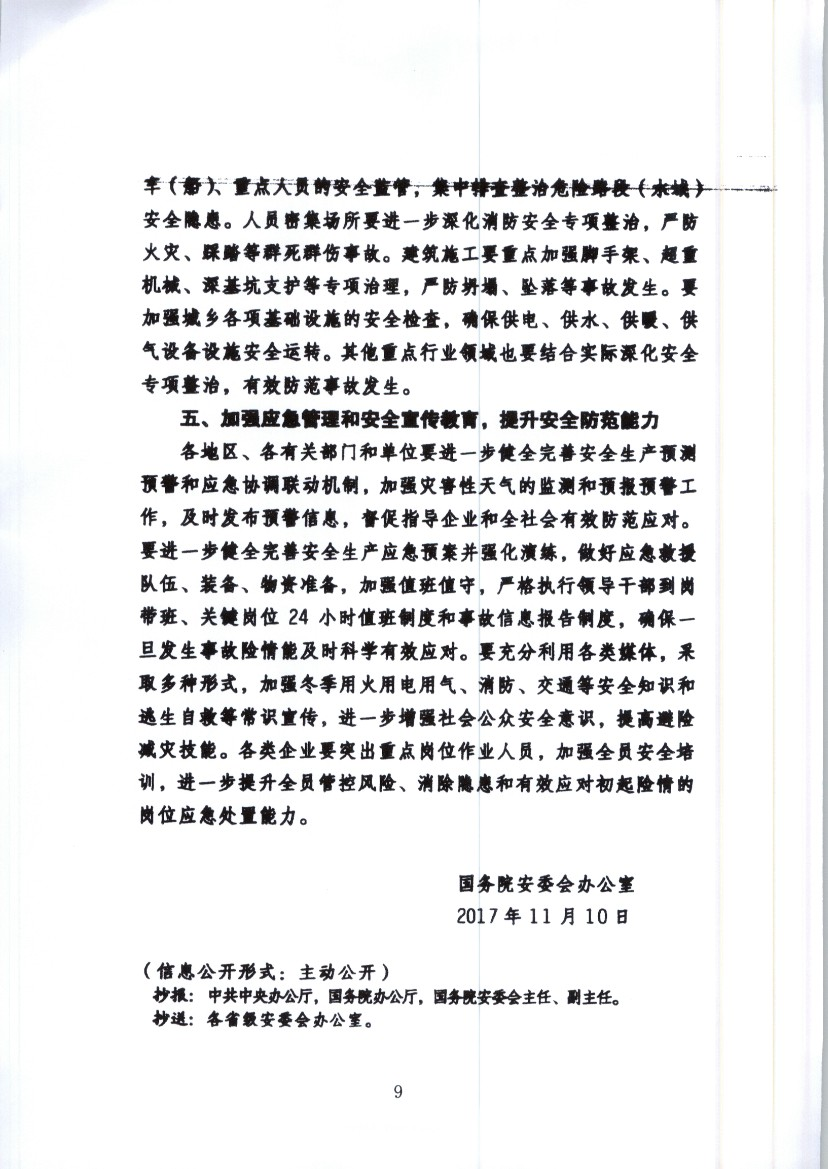 车（船）、重点人员的安全监管，集中排查整治危险路段（水域）
安全隐患。人员密集场所要进一步深化消防安全专项整治，严防
火灾、踩踏等群死群伤事故。建筑施工要重点加强脚手架、超重
机械、深基坑支护等专项治理，严防坍塌、坠落等事故发生。要
加强城乡各项基础设施的安全检查，确保供电、供水、供暖、供
气设备设施安全运转。其他重点行业领域也要结合实际深化安全
专项整治，有效防范事故发生。
五、加强应急管理和安全宣传教育，提升安全防范能力
各地区、各有关部门和单位要进一步健全完善安全生产预测
预警和应急协调联动机制，加强灾害性天气的监测和预报预警工
作，及时发布预警信息，督促指导企业和全社会有效防范应对。
要进一步健全完善安全生产应急预案并强化演练，做好应急救援
队伍、装备、物资准备，加强值班值守，严格执行领导干部到岗
带班、关键岗位 24 小时值班制度和事故信息报告制度，确保一
旦发生事故险情能及时科学有效应对。要充分利用各类媒体，采
取多种形式，加强冬季用火用电用气、消防、交通等安全知识和
逃生自救等常识宣传，进一步增强社会公众安全意识，提高避险
减灾技能。各类企业要突出重点岗位作业人员，加强全员安全培
训，进一步提升全员管控风险、消除隐患和有效应对初起险情的
岗位应急处置能力。
国务院安委会办公室
2017 年 11 月 10 日
（信息公开形式：主动公开）
抄报：中共中央办公厅，国务院办公厅，国务院安委会主任、副主任。
抄送：各省级安委会办公室。
9